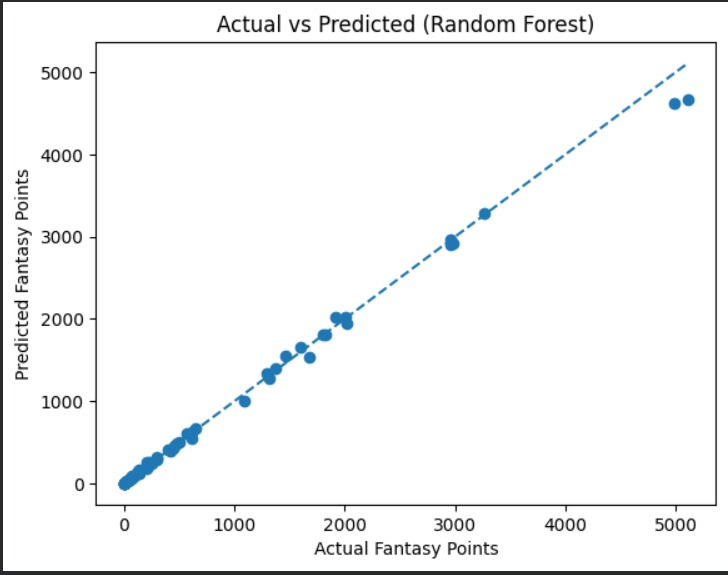 Actual vs Predicted (Random Forest)
Predicted Fantasy Points
5000
4000
3000
2000
1000
0
0 1000 2000 3000 4000 5000
Actual Fantasy Points